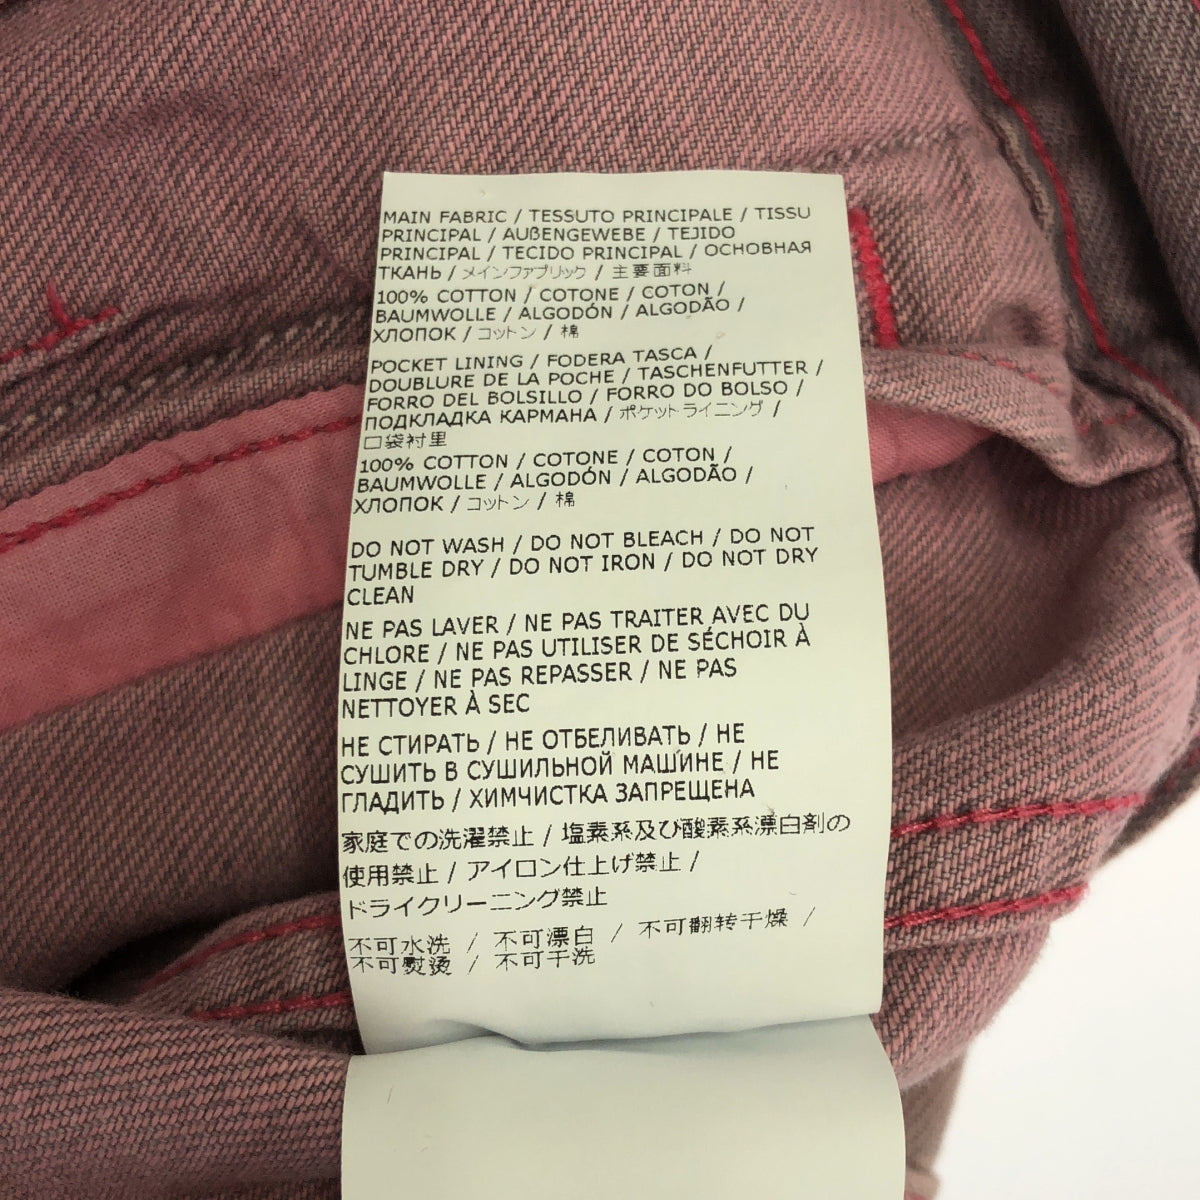 MAIN FABRIC / TESSUTO PRINCIPALE / TISSU
PRINCIPAL / AUßENGEWEBE / TEJIDO
PRINCIPAL / TECIDO PRINCIPAL / ОСНОВНАЯ
ТКАНЬ / メインファブリック / 主要面料
100% COTTON / COTONE / COTON /
BAUMWOLLE / ALGODÓN / ALGODÃO /
ХЛОПОК / コットン / 棉
POCKET LINING / FODERA TASCA /
DOUBLURE DE LA POCHE / TASCHENFUTTER /
FORRO DEL BOLSILLO / FORRO DO BOLSO /
ПОДКЛАДКА КАРМАНА / ポケットライニング /
口袋衬里
100% COTTON / COTONE / COTON /
BAUMWOLLE / ALGODÓN / ALGODÃO /
ХЛОПОК / コットン / 棉
DO NOT WASH / DO NOT BLEACH / DO NOT
TUMBLE DRY / DO NOT IRON / DO NOT DRY
CLEAN
NE PAS LAVER / NE PAS TRAITER AVEC DU
CHLORE / NE PAS UTILISER DE SÉCHOIR À
LINGE / NE PAS REPASSER / NE PAS
NETTOYER À SEC
НЕ СТИРАТЬ / НЕ ОТБЕЛИВАТЬ / НЕ
СУШИТЬ В СУШИЛЬНОЙ МАШИНЕ / НЕ
ГЛАДИТЬ / ХИМЧИСТКА ЗАПРЕЩЕНА
家庭での洗濯禁止 / 塩素系及び酸素系漂白剤の
使用禁止 / アイロン仕上げ禁止 /
ドライクリーニング禁止
不可水洗 / 不可漂白 / 不可翻转干燥 /
不可熨烫 / 不可干洗